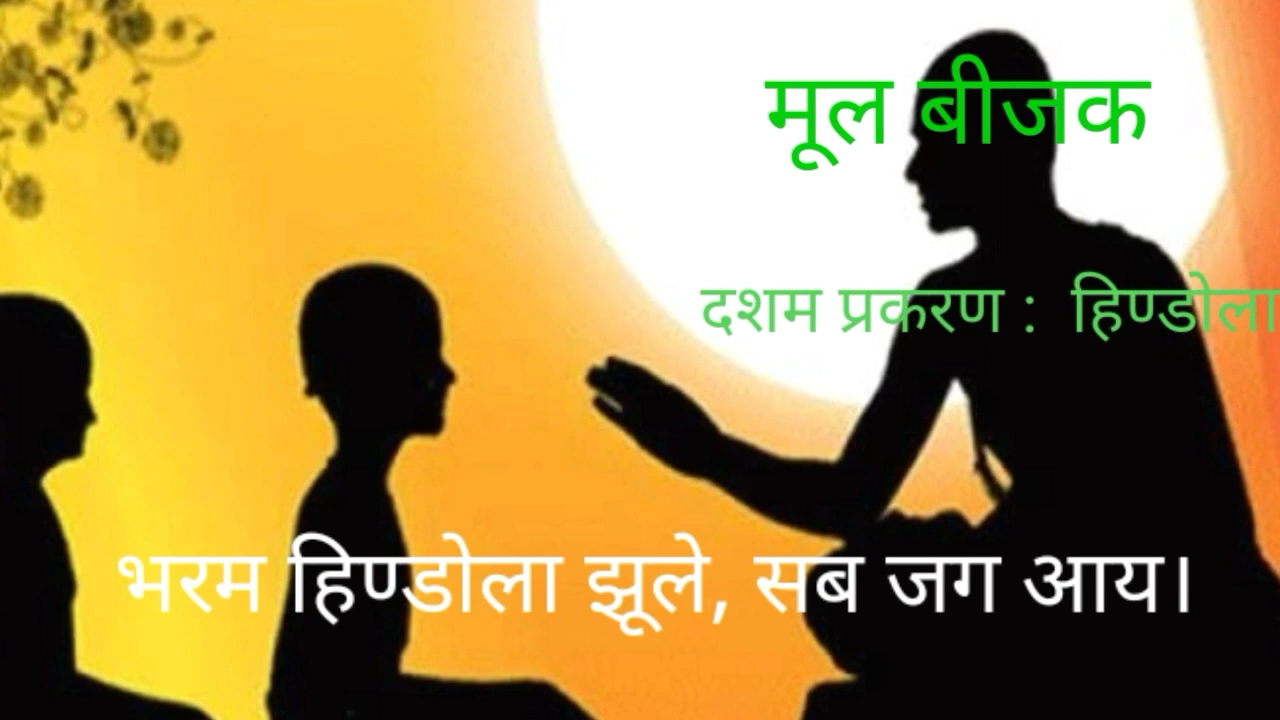 मूल बीजक
दशम प्रकरण : हिण्डोला
भरम हिण्डोला झूले, सब जग आय।